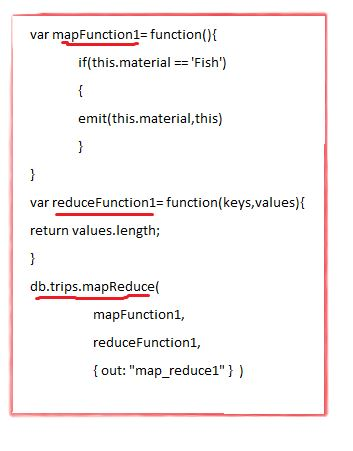 var mapFunction1= function(){
if(this.material == 'Fish')
{
emit(this.material,this)
}
}
var reduceFunction1= function(keys,values){
return values.length;
}
db.trips.mapReduce(
mapFunction1,
reduceFunction1,
{ out: "map_reduce1" } )